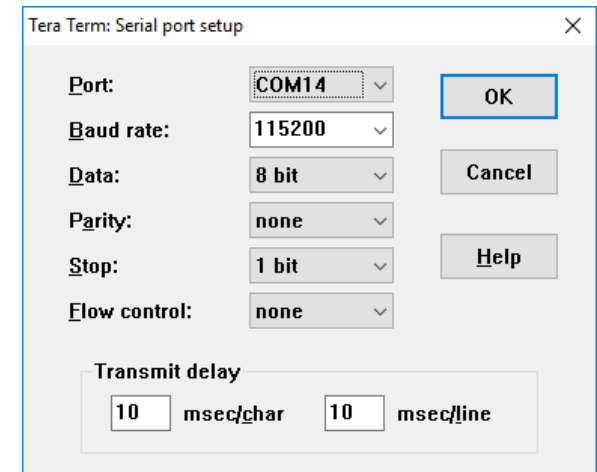 Tera Term: Serial port setup
Port: COM14 OK
Baud rate: 115200
Data: 8 bit Cancel
Parity: none
Stop: 1 bit Help
Flow control: none
Transmit delay
10 msec/char 10 msec/line